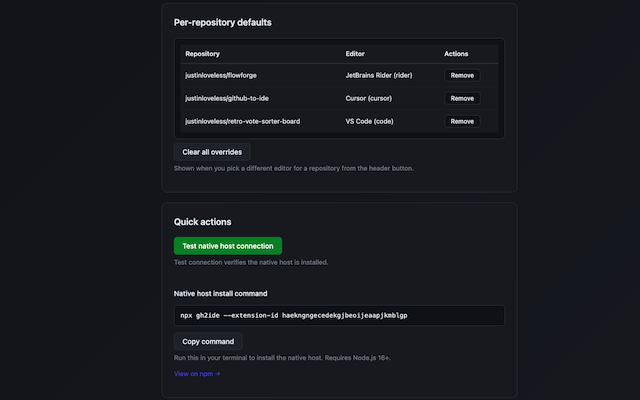 Per-repository defaults
Repository Editor Actions
justinloveless/flowforge JetBrains Rider (rider) Remove
justinloveless/github-to-ide Cursor (cursor) Remove
justinloveless/retro-vote-sorter-board VS Code (code) Remove
Clear all overrides
Shown when you pick a different editor for a repository from the header button.
Quick actions
Test native host connection
Test connection verifies the native host is installed.
Native host install command
npx gh2ide --extension-id haekngngecedekgjbeoijeaapjkmblgp
Copy command
Run this in your terminal to install the native host. Requires Node.js 16+.
View on npm →